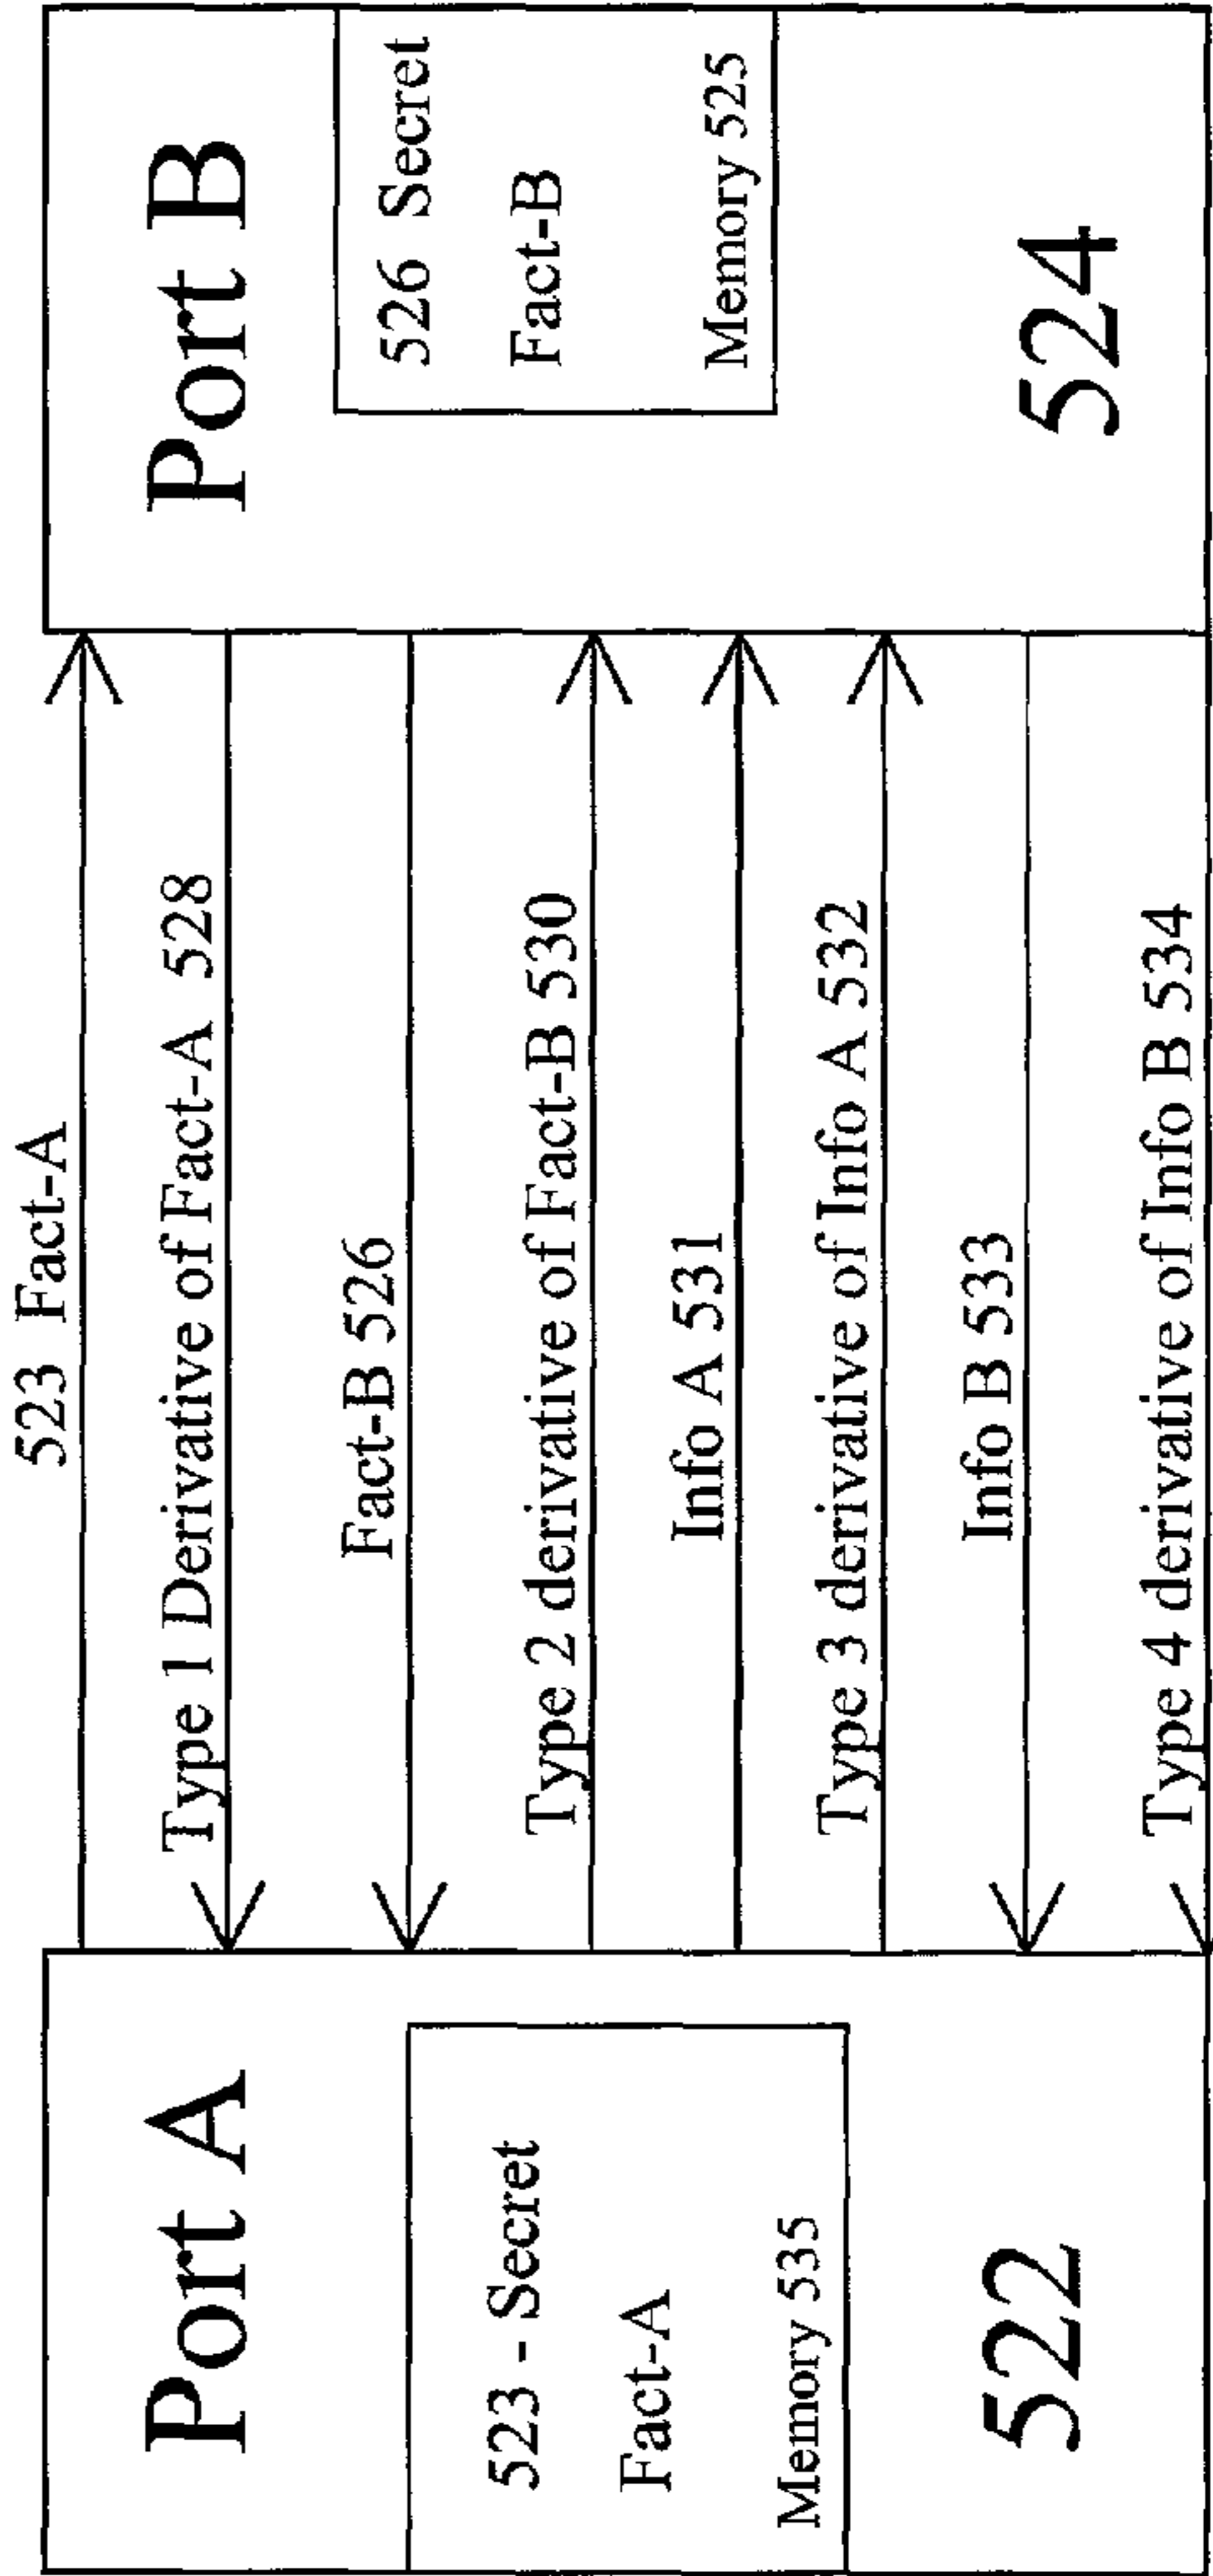 Port A
523 - Secret
Fact-A
Memory 535
522
523 Fact-A
Type 1 Derivative of Fact-A 528
Fact-B 526
Type 2 derivative of Fact-B 530
Info A 531
Type 3 derivative of Info A 532
Info B 533
Type 4 derivative of Info B 534
Port B
526 Secret
Fact-B
Memory 525
524